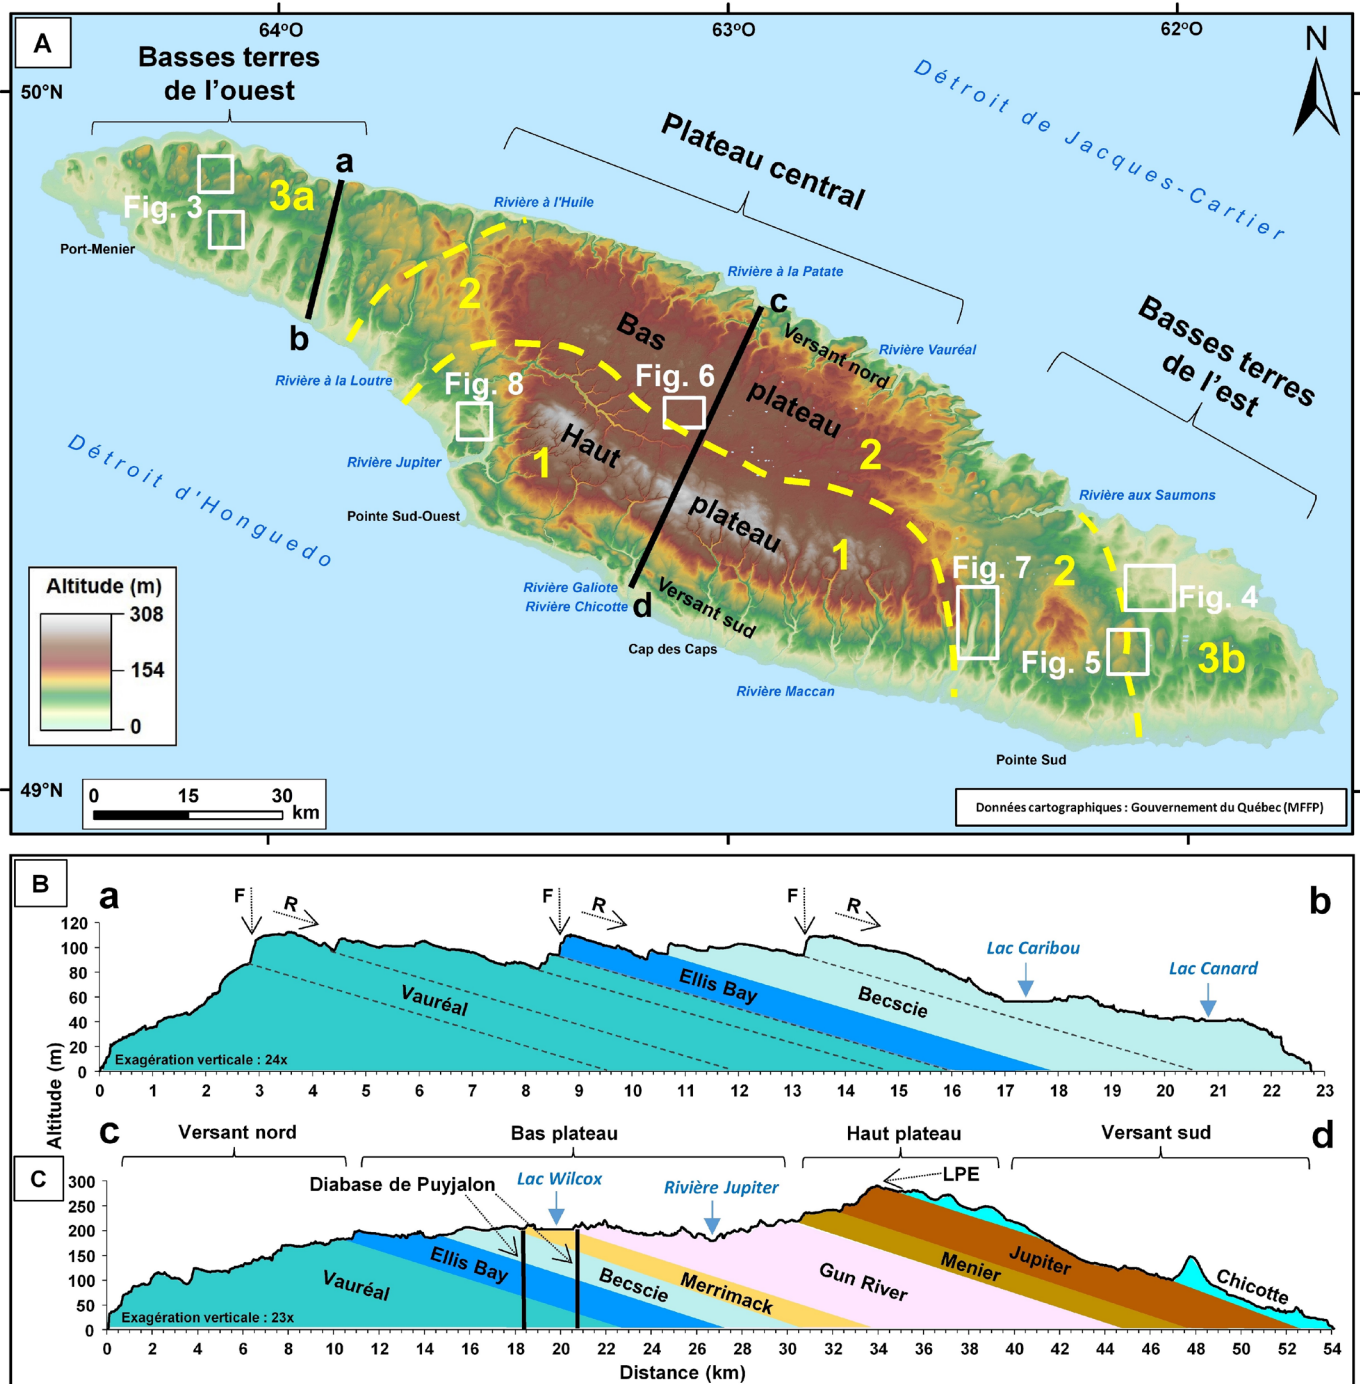 A
64°O
63°O
62°O
N
50°N
49°N
Basses terres
de l'ouest
Détroit de Jacques-Cartier
Plateau central
a
3a
Fig. 3
Rivière à l'Huile
Port-Menier
Rivière à la Patate
2
c
b
Bas
Versant nord
Basses terres
de l'est
Rivière Vauréal
Rivière à la Loutre
Fig. 8
Fig. 6
plateau
Haut
2
Détroit d'Honguedo
Rivière Jupiter
1
Rivière aux Saumons
plateau
Pointe Sud-Ouest
1
Fig. 7
2
Fig. 4
Rivière Galiote
Rivière Chicotte
d
Versant sud
Cap des Caps
Fig. 5
3b
Rivière Maccan
Pointe Sud
Altitude (m)
308
154
0
0 15 30
km
Données cartographiques : Gouvernement du Québec (MFFP)
B
a
F
R
F
R
F
R
b
120
100
80
60
40
20
0
Lac Caribou
Lac Canard
Ellis Bay
Vauréal
Becscie
Exagération verticale : 24x
0 1 2 3 4 5 6 7 8 9 10 11 12 13 14 15 16 17 18 19 20 21 22 23
Altitude (m)
c
Versant nord
Bas plateau
Haut plateau
Versant sud
d
C
300
250
200
150
100
50
0
Diabase de Puyjalon
Lac Wilcox
Rivière Jupiter
LPE
Vauréal
Ellis Bay
Becscie
Merrimack
Gun River
Menier
Jupiter
Chicotte
Exagération verticale : 23x
0 2 4 6 8 10 12 14 16 18 20 22 24 26 28 30 32 34 36 38 40 42 44 46 48 50 52 54
Distance (km)